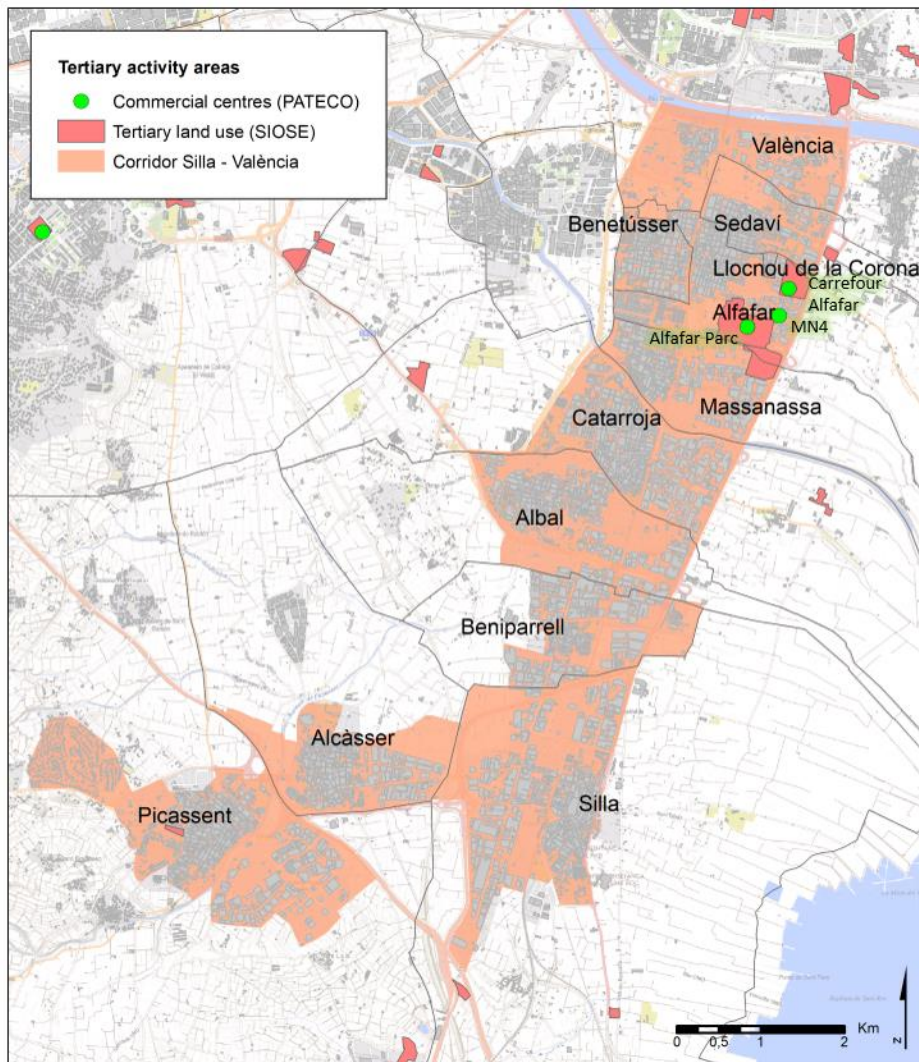 Tertiary activity areas
Commercial centres (PATECO)
Tertiary land use (SIOSE)
Corridor Silla - València
València
Benetússer
Sedaví
Llocnou de la Corona
Carrefour
Alfafar
Alfafar
MN4
Alfafar Parc
Massanassa
Catarroja
Albal
Beniparrell
Alcàsser
Picassent
Silla
0 0,5 1 2 Km
N